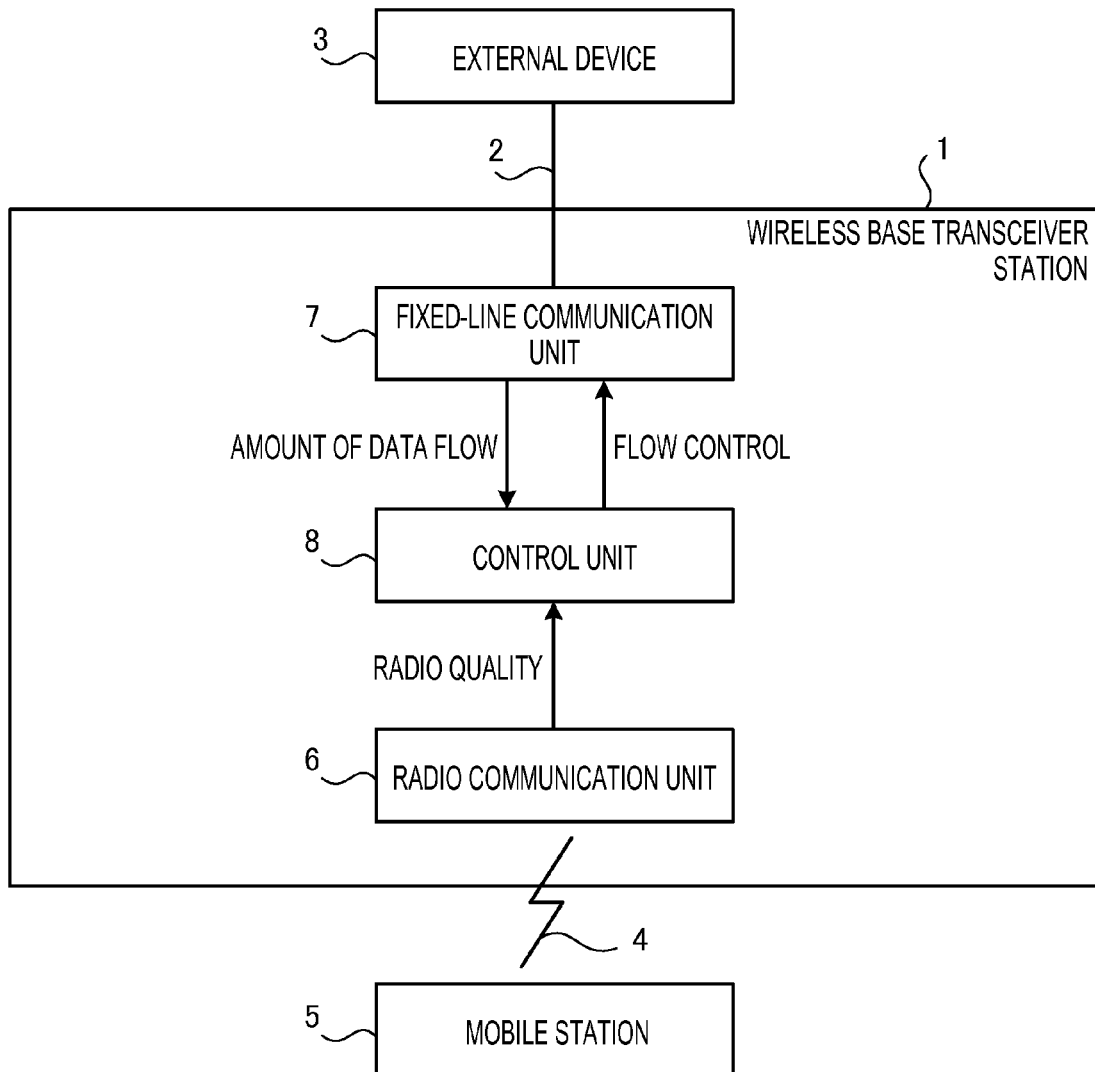 3
EXTERNAL DEVICE
2
1
WIRELESS BASE TRANSCEIVER
STATION
7
FIXED-LINE COMMUNICATION
UNIT
AMOUNT OF DATA FLOW
FLOW CONTROL
8
CONTROL UNIT
RADIO QUALITY
6
RADIO COMMUNICATION UNIT
4
5
MOBILE STATION